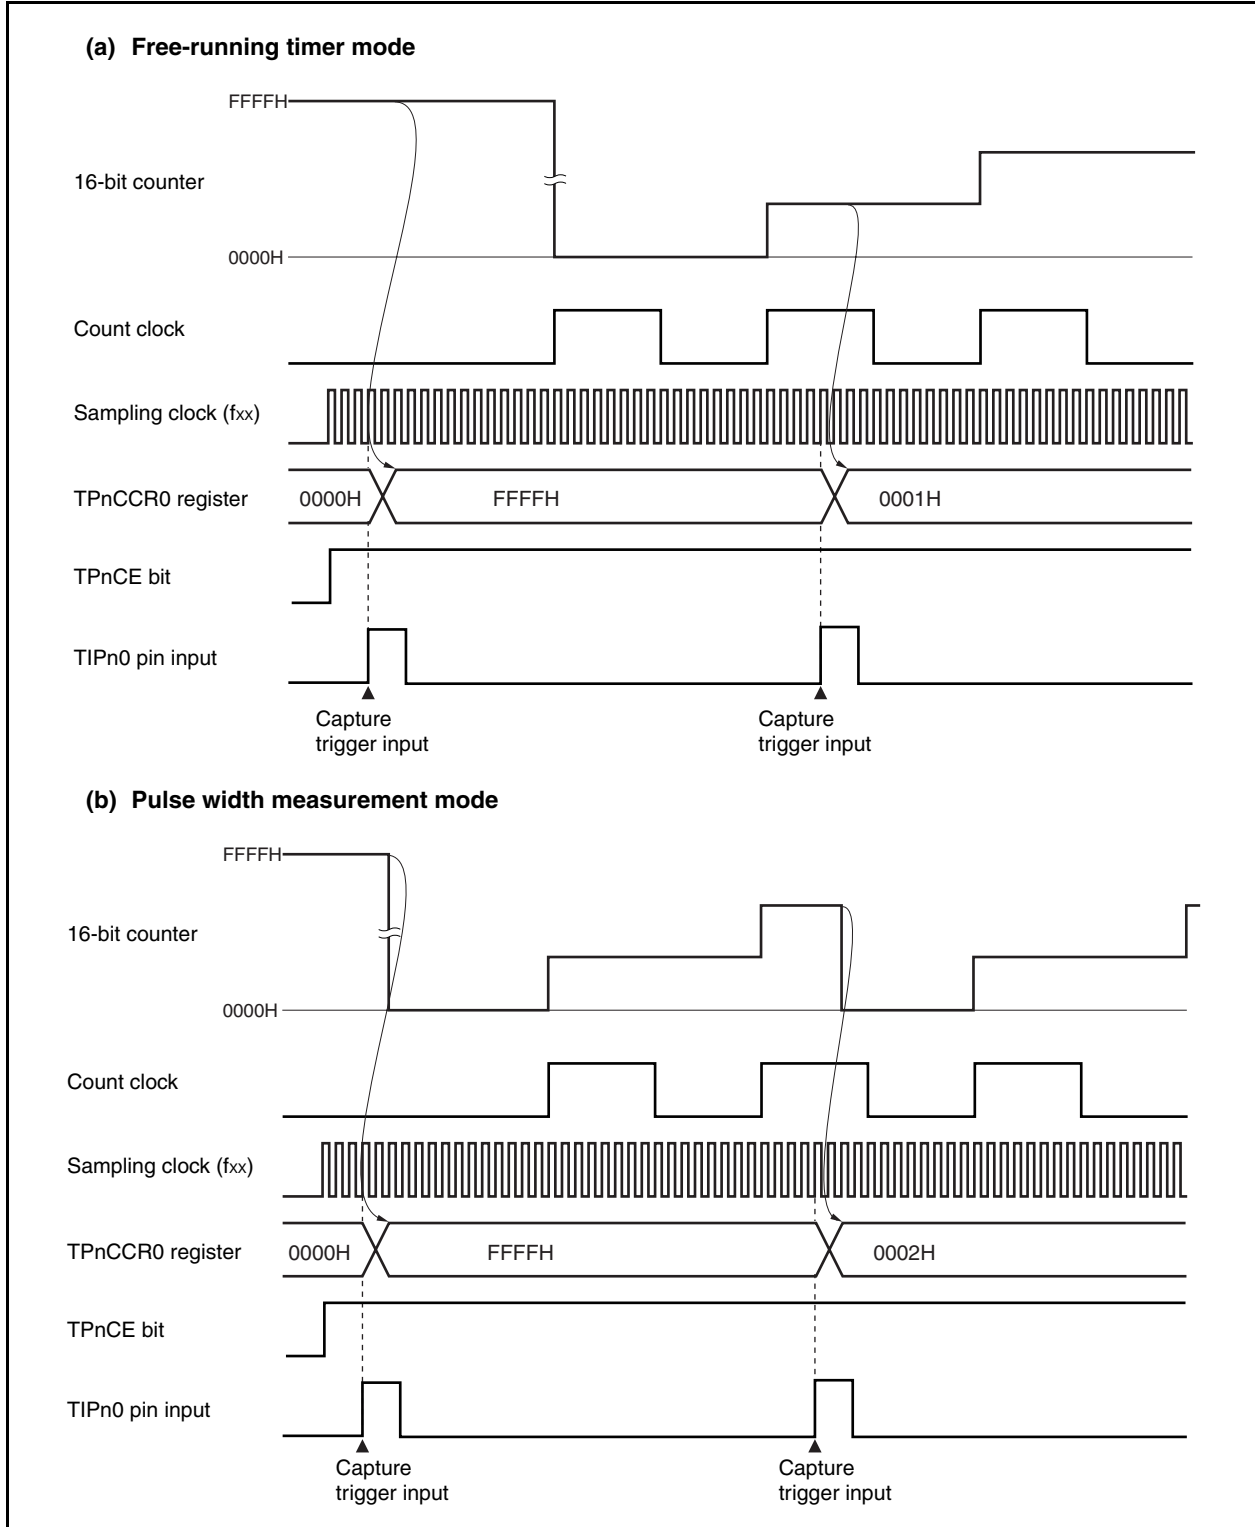 (a) Free-running timer mode
FFFFH
16-bit counter
0000H
Count clock
Sampling clock (fxx)
TPnCCR0 register
0000H
FFFFH
0001H
TPnCE bit
TIPn0 pin input
Capture
trigger input
Capture
trigger input
(b) Pulse width measurement mode
FFFFH
16-bit counter
0000H
Count clock
Sampling clock (fxx)
TPnCCR0 register
0000H
FFFFH
0002H
TPnCE bit
TIPn0 pin input
Capture
trigger input
Capture
trigger input